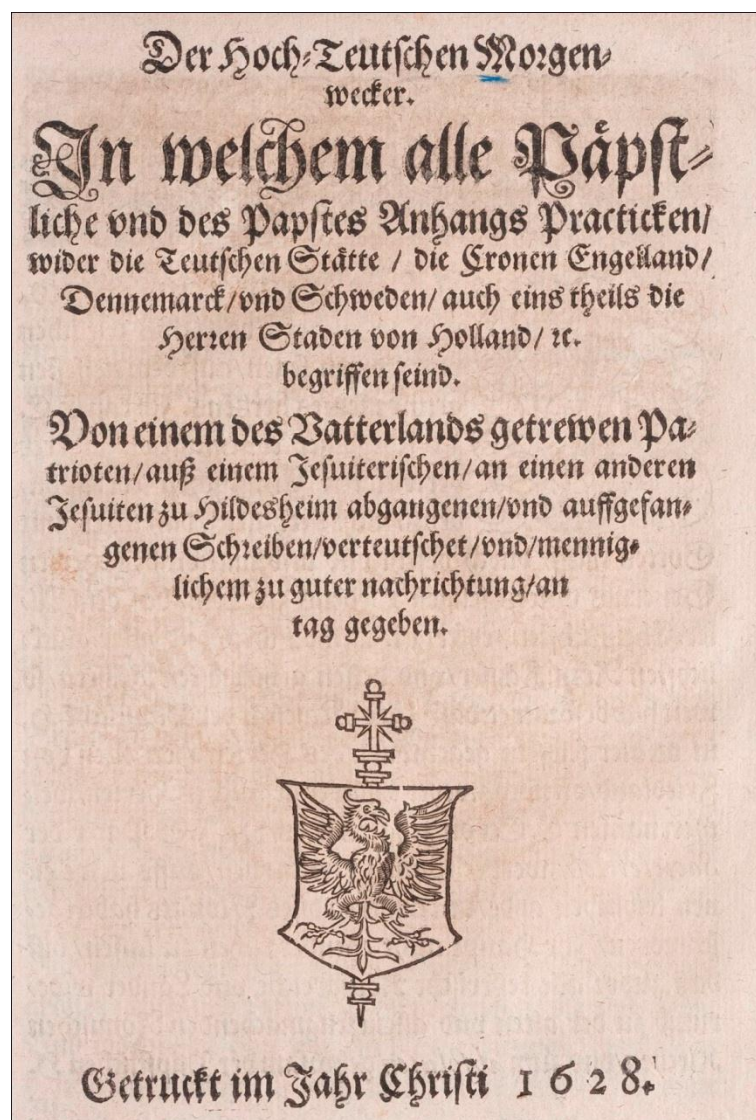 Der Hoch-Teutschen Morgen-
wecker.
In welchem alle Päpst-
liche vnd des Papstes Anhangs Practicken/
wider die Teutschen Stätte / die Cronen Engelland/
Dennemarck/vnd Schweden/ auch eins theils die
Herren Staden von Holland/ ꝛc.
begriffen seind.
Von einem des Vatterlands getrewen Pa-
trioten/auß einem Jesuiterischen/an einen anderen
Jesuiten zu Hildesheim abgangenen/vnd auffgefan-
genen Schreiben/verteutschet/vnd/mennig-
lichem zu guter nachrichtung/an
tag gegeben.
Getruckt im Jahr Christi 1628.